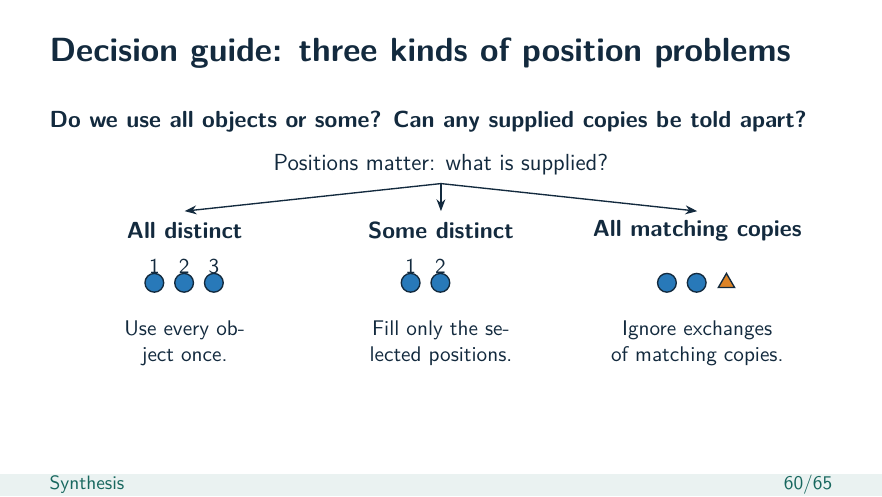 Decision guide: three kinds of position problems
Do we use all objects or some? Can any supplied copies be told apart?
Positions matter: what is supplied?
All distinct
1 2 3
Use every ob-
ject once.
Some distinct
1 2
Fill only the se-
lected positions.
All matching copies
Ignore exchanges
of matching copies.
Synthesis
60/65